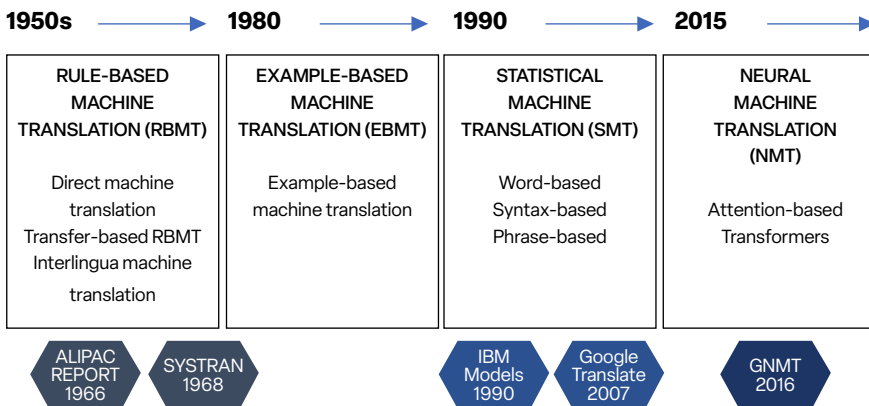 1950s
1980
1990
2015
RULE-BASED
MACHINE
TRANSLATION (RBMT)
Direct machine
translation
Transfer-based RBMT
Interlingua machine
translation
EXAMPLE-BASED
MACHINE
TRANSLATION (EBMT)
Example-based
machine translation
STATISTICAL
MACHINE
TRANSLATION (SMT)
Word-based
Syntax-based
Phrase-based
NEURAL
MACHINE
TRANSLATION
(NMT)
Attention-based
Transformers
ALIPAC
REPORT
1966
SYSTRAN
1968
IBM
Models
1990
Google
Translate
2007
GNMT
2016